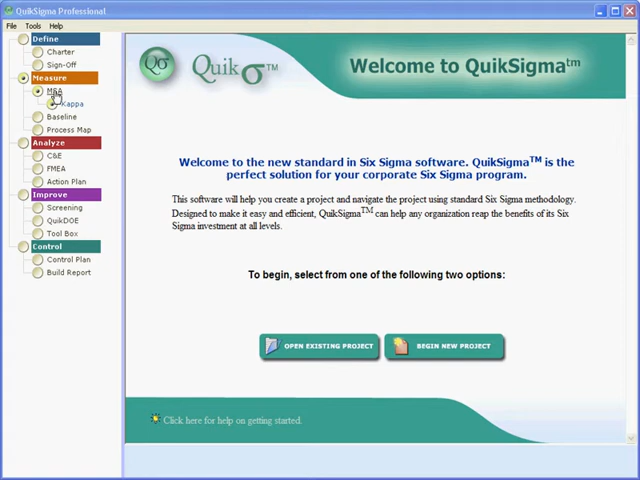 QuikSigma Professional
File Tools Help
Define
Charter
Sign-Off
Measure
MSA
Kappa
Baseline
Process Map
Analyze
C&E
FMEA
Action Plan
Improve
Screening
QuikDOE
Tool Box
Control
Control Plan
Build Report
Qσ Quik σ™
Welcome to QuikSigma™
Welcome to the new standard in Six Sigma software. QuikSigma™ is the
perfect solution for your corporate Six Sigma program.
This software will help you create a project and navigate the project using standard Six Sigma methodology.
Designed to make it easy and efficient, QuikSigma™ can help any organization reap the benefits of its Six
Sigma investment at all levels.
To begin, select from one of the following two options:
OPEN EXISTING PROJECT
BEGIN NEW PROJECT
Click here for help on getting started.